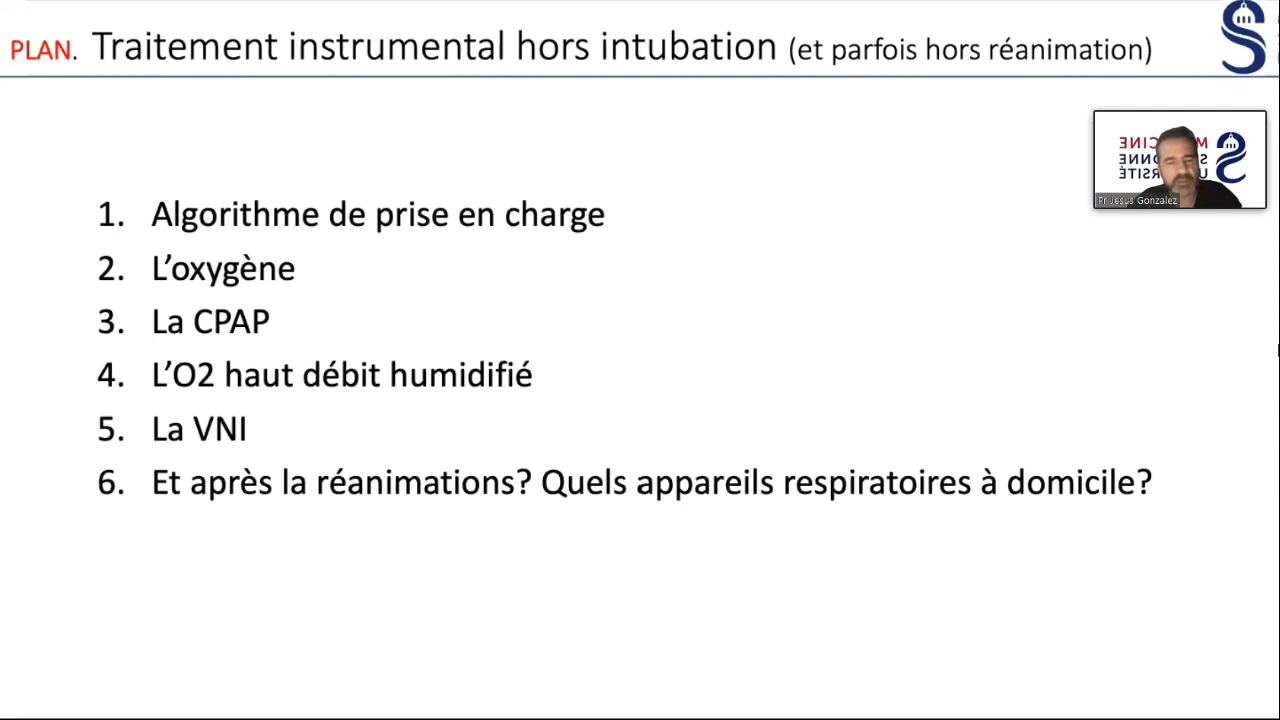 PLAN. Traitement instrumental hors intubation (et parfois hors réanimation)
1. Algorithme de prise en charge
2. L'oxygène
3. La CPAP
4. L'O2 haut débit humidifié
5. La VNI
6. Et après la réanimations? Quels appareils respiratoires à domicile?
Pr Jesus Gonzalez